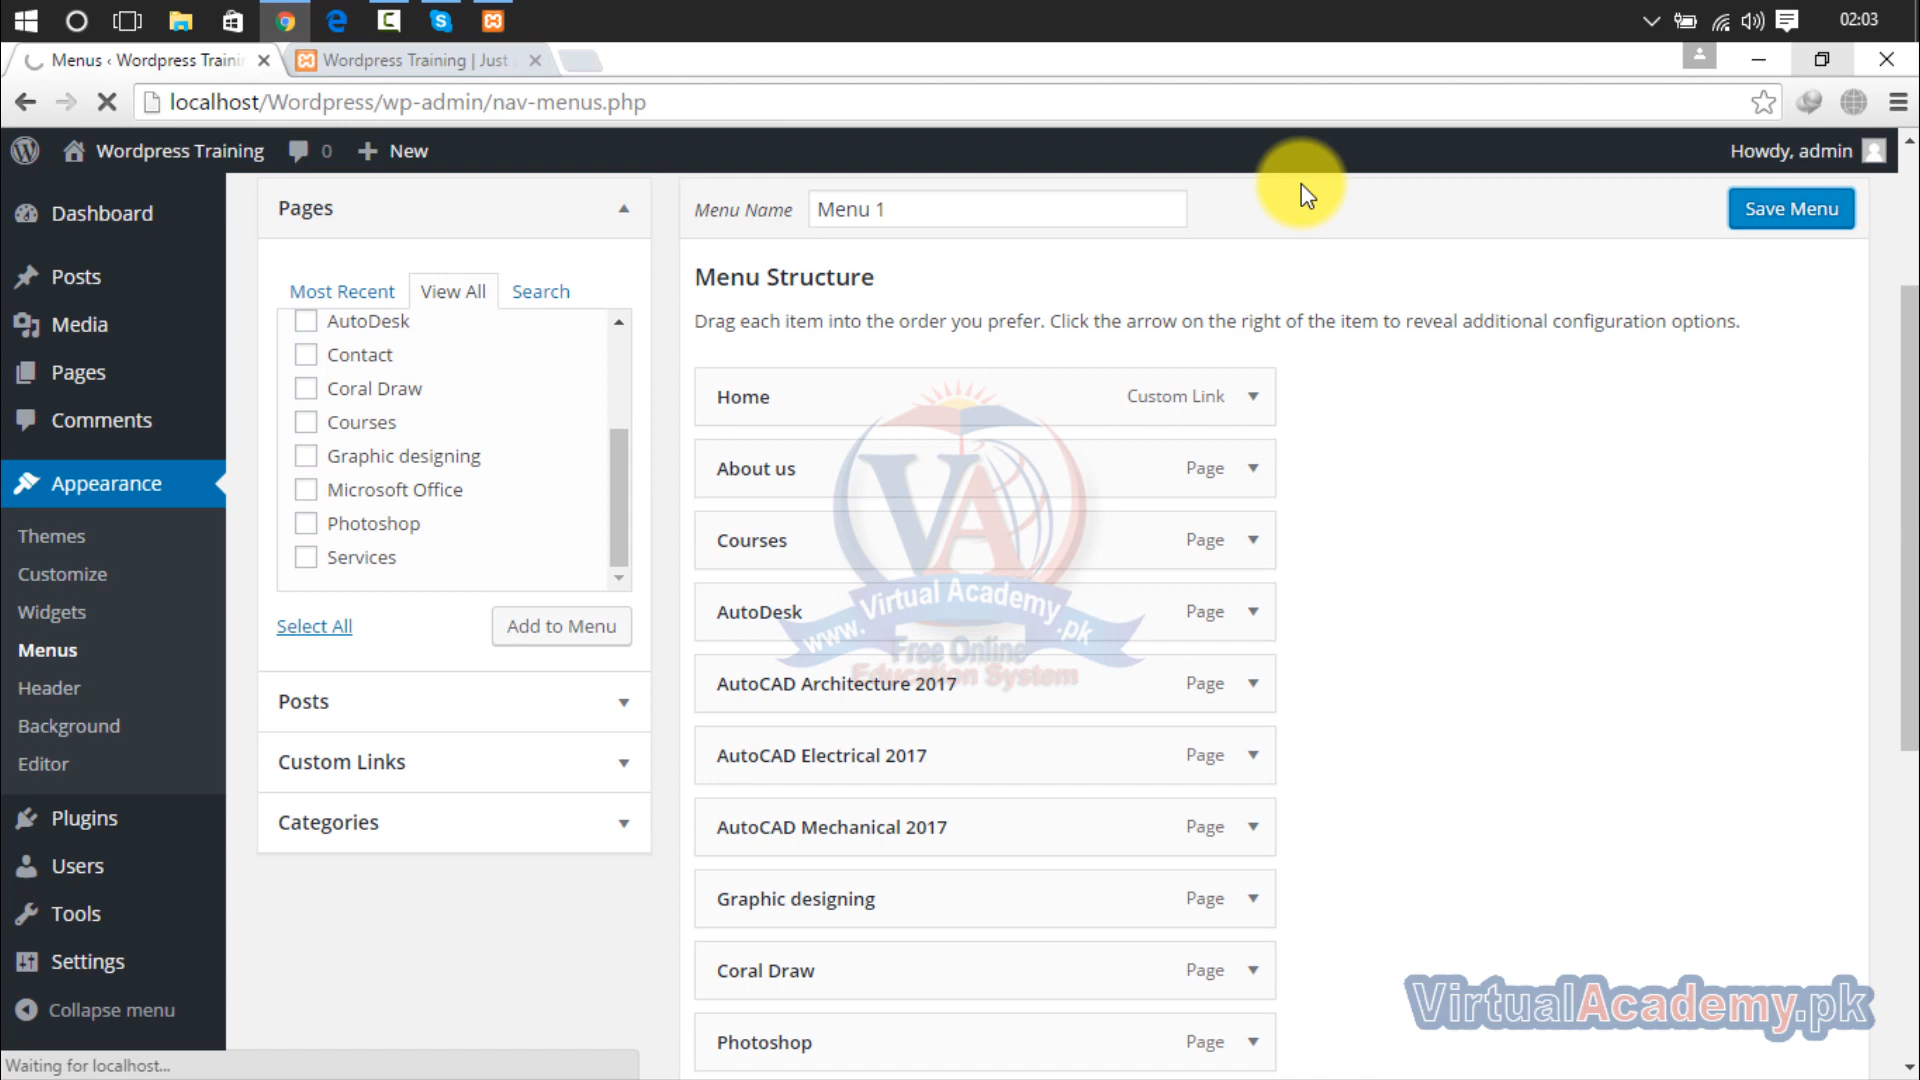 02:03
Menus ‹ Wordpress Trainin
Wordpress Training | Just
localhost/Wordpress/wp-admin/nav-menus.php
Wordpress Training
0
New
Howdy, admin
Dashboard
Posts
Media
Pages
Comments
Appearance
Themes
Customize
Widgets
Menus
Header
Background
Editor
Plugins
Users
Tools
Settings
Collapse menu
Pages
Most Recent
View All
Search
AutoDesk
Contact
Coral Draw
Courses
Graphic designing
Microsoft Office
Photoshop
Services
Select All
Add to Menu
Posts
Custom Links
Categories
Menu Name
Menu 1
Save Menu
Menu Structure
Drag each item into the order you prefer. Click the arrow on the right of the item to reveal additional configuration options.
Home Custom Link
About us Page
Courses Page
AutoDesk Page
AutoCAD Architecture 2017 Page
AutoCAD Electrical 2017 Page
AutoCAD Mechanical 2017 Page
Graphic designing Page
Coral Draw Page
Photoshop Page
VA
www.Virtual Academy.pk
Free Online
Education System
VirtualAcademy.pk
Waiting for localhost...